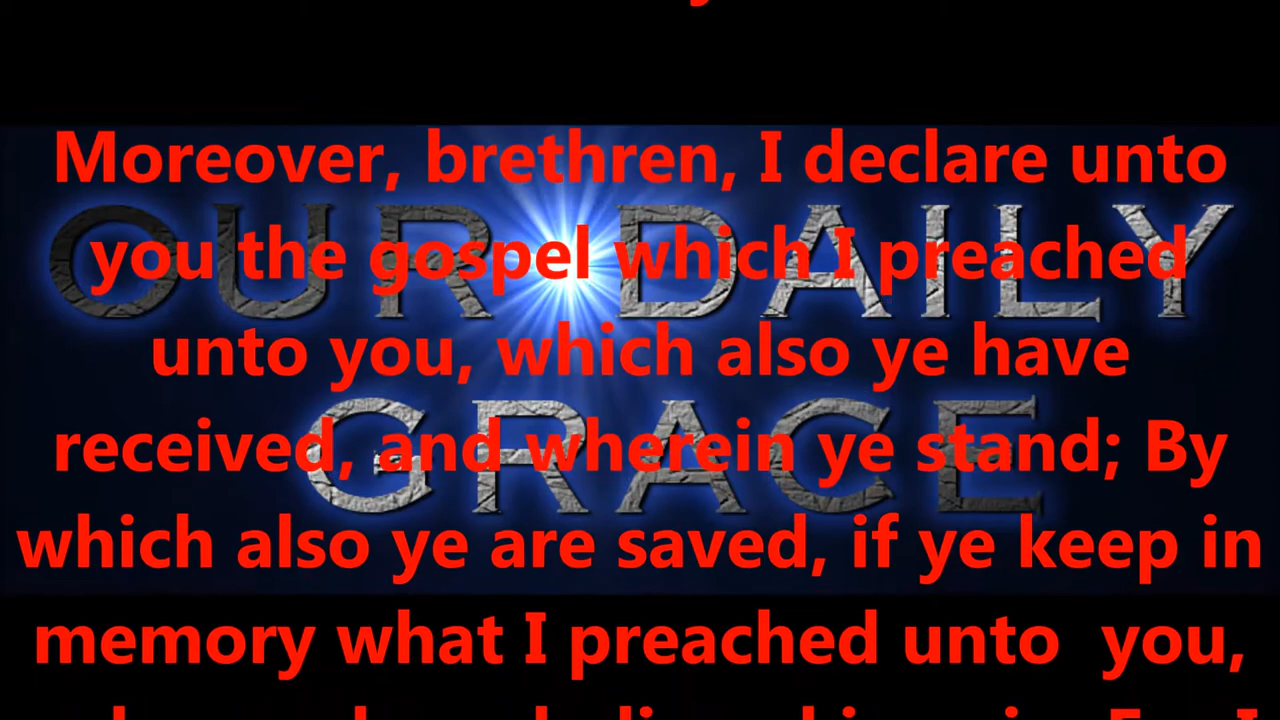 Moreover, brethren, I declare unto
OUR DAILY
you the gospel which I preached
unto you, which also ye have
GRACE
received, and wherein ye stand; By
which also ye are saved, if ye keep in
memory what I preached unto  you,